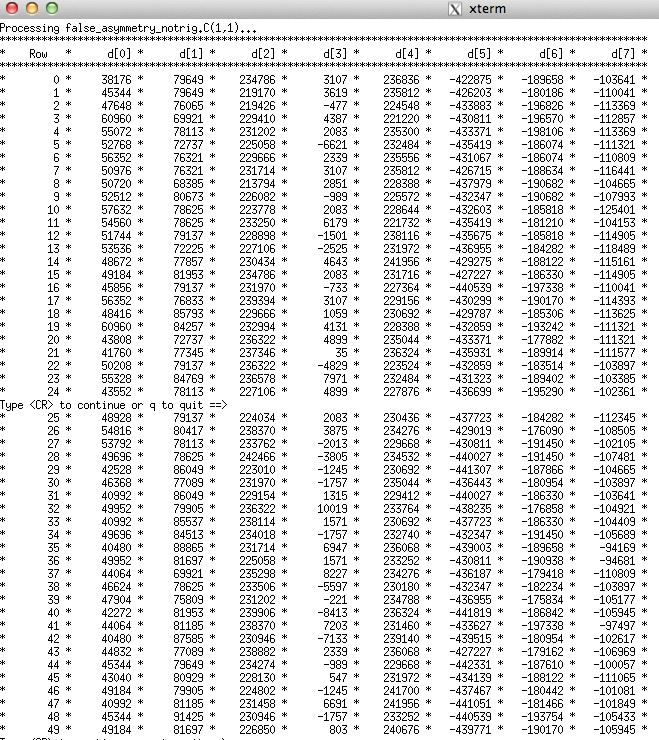 xterm
Processing false_asymmetry_notrig.C(1,1)...
************************************************************************************************************
*    Row   *      d[0] *      d[1] *      d[2] *      d[3] *      d[4] *      d[5] *      d[6] *      d[7] *
************************************************************************************************************
*        0 *     38176 *     79649 *    234786 *      3107 *    236836 *   -422875 *   -189658 *   -103641 *
*        1 *     45344 *     79649 *    219170 *      3619 *    235812 *   -426203 *   -180186 *   -110041 *
*        2 *     47648 *     76065 *    219426 *      -477 *    224548 *   -433883 *   -196826 *   -113369 *
*        3 *     60960 *     69921 *    229410 *      4387 *    221220 *   -430811 *   -196570 *   -112857 *
*        4 *     55072 *     78113 *    231202 *      2083 *    235300 *   -433371 *   -198106 *   -113369 *
*        5 *     52768 *     72737 *    225058 *     -6621 *    232484 *   -435419 *   -186074 *   -111321 *
*        6 *     56352 *     76321 *    229666 *      2339 *    235556 *   -431067 *   -186074 *   -110809 *
*        7 *     50976 *     76321 *    231714 *      3107 *    235812 *   -426715 *   -188634 *   -116441 *
*        8 *     50720 *     68385 *    213794 *      2851 *    228388 *   -437979 *   -190682 *   -104665 *
*        9 *     52512 *     80673 *    226082 *      -989 *    225572 *   -432347 *   -190682 *   -107993 *
*       10 *     57632 *     78625 *    223778 *      2083 *    228644 *   -432603 *   -185818 *   -125401 *
*       11 *     54560 *     78625 *    233250 *      6179 *    221732 *   -435419 *   -181210 *   -104153 *
*       12 *     51744 *     79137 *    228898 *     -1501 *    238116 *   -435675 *   -185818 *   -114905 *
*       13 *     53536 *     72225 *    227106 *     -2525 *    231972 *   -436955 *   -184282 *   -118489 *
*       14 *     48672 *     77857 *    230434 *      4643 *    241956 *   -429275 *   -188122 *   -115161 *
*       15 *     49184 *     81953 *    234786 *      2083 *    231716 *   -427227 *   -186330 *   -114905 *
*       16 *     45856 *     79137 *    231970 *      -733 *    227364 *   -440539 *   -197338 *   -110041 *
*       17 *     56352 *     76833 *    239394 *      3107 *    229156 *   -430299 *   -190170 *   -114393 *
*       18 *     48416 *     85793 *    229666 *      1059 *    230692 *   -429787 *   -185306 *   -113625 *
*       19 *     60960 *     84257 *    232994 *      4131 *    228388 *   -432859 *   -193242 *   -111321 *
*       20 *     43808 *     72737 *    236322 *      4899 *    235044 *   -433371 *   -177882 *   -111321 *
*       21 *     41760 *     77345 *    237346 *        35 *    236324 *   -435931 *   -189914 *   -111577 *
*       22 *     50208 *     79137 *    236322 *     -4829 *    223524 *   -432859 *   -183514 *   -103897 *
*       23 *     55328 *     84769 *    236578 *      7971 *    232484 *   -431323 *   -189402 *   -103385 *
*       24 *     43552 *     78113 *    227106 *      4899 *    227876 *   -436699 *   -195290 *   -102361 *
Type <CR> to continue or q to quit ==>
*       25 *     48928 *     79137 *    224034 *      2083 *    230436 *   -437723 *   -184282 *   -112345 *
*       26 *     54816 *     80417 *    238370 *      3875 *    234276 *   -429019 *   -176090 *   -108505 *
*       27 *     53792 *     78113 *    233762 *     -2013 *    229668 *   -430811 *   -191450 *   -102105 *
*       28 *     49696 *     78625 *    242466 *     -3805 *    234532 *   -440027 *   -191450 *   -107481 *
*       29 *     42528 *     86049 *    223010 *     -1245 *    230692 *   -441307 *   -187866 *   -104665 *
*       30 *     46368 *     77089 *    231970 *     -1757 *    235044 *   -436443 *   -180954 *   -103897 *
*       31 *     40992 *     86049 *    229154 *      1315 *    229412 *   -440027 *   -186330 *   -103641 *
*       32 *     49952 *     79905 *    236322 *     10019 *    233764 *   -438235 *   -176858 *   -104921 *
*       33 *     40992 *     85537 *    238114 *      1571 *    230692 *   -437723 *   -186330 *   -104409 *
*       34 *     49696 *     84513 *    234018 *     -1757 *    232740 *   -432347 *   -191450 *   -105689 *
*       35 *     40480 *     88865 *    231714 *      6947 *    236068 *   -439003 *   -189658 *    -94169 *
*       36 *     49952 *     81697 *    225058 *      1571 *    233252 *   -430811 *   -190938 *    -94681 *
*       37 *     44064 *     69921 *    235298 *      8227 *    234276 *   -436187 *   -179418 *   -110809 *
*       38 *     46624 *     78625 *    233506 *     -5597 *    230180 *   -432347 *   -182234 *   -103897 *
*       39 *     47904 *     75809 *    231202 *      -221 *    234788 *   -436955 *   -175834 *   -105177 *
*       40 *     42272 *     81953 *    239906 *     -8413 *    236324 *   -441819 *   -186842 *   -105945 *
*       41 *     44064 *     81185 *    238370 *      7203 *    231460 *   -433627 *   -197338 *    -97497 *
*       42 *     40480 *     87585 *    230946 *     -7133 *    239140 *   -439515 *   -180954 *   -102617 *
*       43 *     44832 *     77089 *    238882 *      2339 *    236068 *   -427227 *   -179162 *   -106969 *
*       44 *     45344 *     79649 *    234274 *      -989 *    229668 *   -442331 *   -187610 *   -100057 *
*       45 *     43040 *     80929 *    228130 *       547 *    231972 *   -434139 *   -188122 *   -111065 *
*       46 *     49184 *     79905 *    224802 *     -1245 *    241700 *   -437467 *   -180442 *   -101081 *
*       47 *     40992 *     81185 *    231458 *      6691 *    241956 *   -441051 *   -181466 *   -101849 *
*       48 *     45344 *     91425 *    230946 *     -1757 *    233252 *   -440539 *   -193754 *   -105433 *
*       49 *     49184 *     81697 *    226850 *       803 *    240676 *   -439771 *   -190170 *   -105945 *